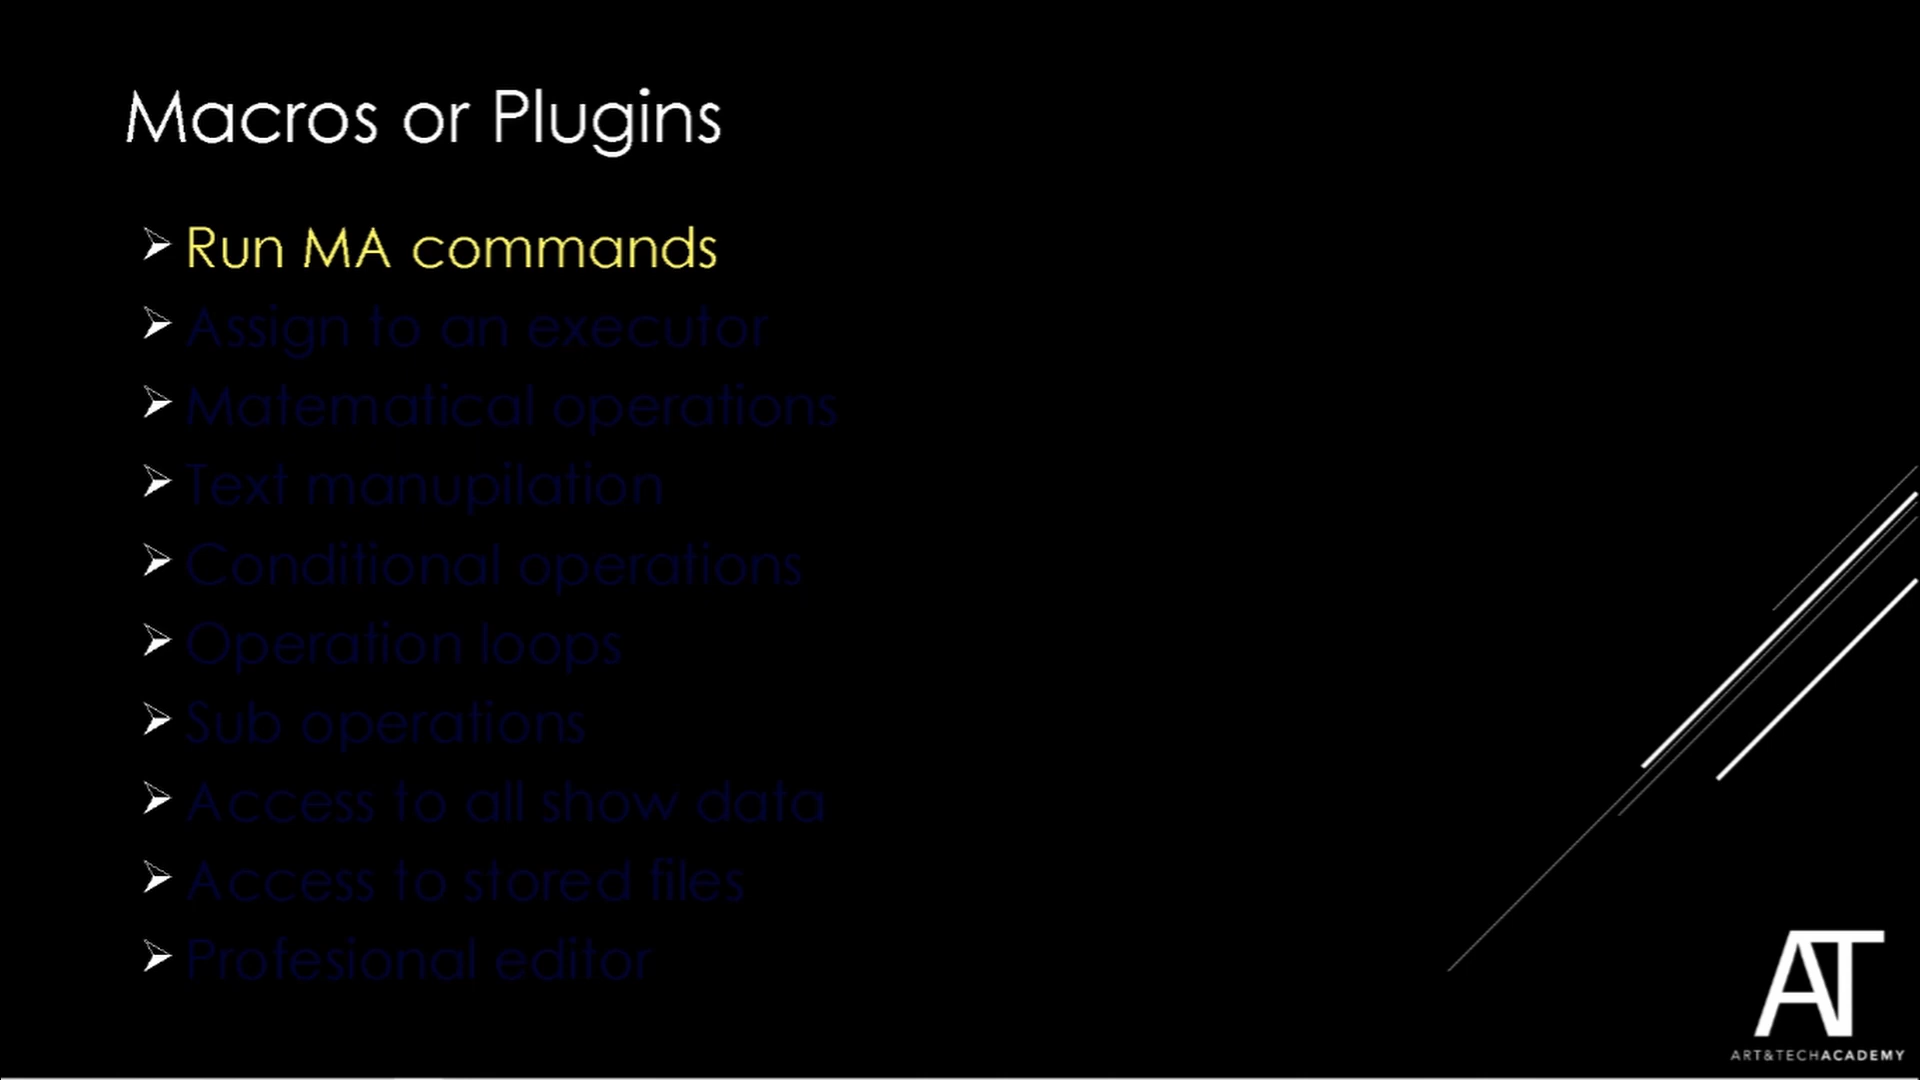 Macros or Plugins
Run MA commands
Assign to an executor
Matematical operations
Text manupilation
Conditional operations
Operation loops
Sub operations
Access to all show data
Access to stored files
Profesional editor
AT
ART&TECHACADEMY